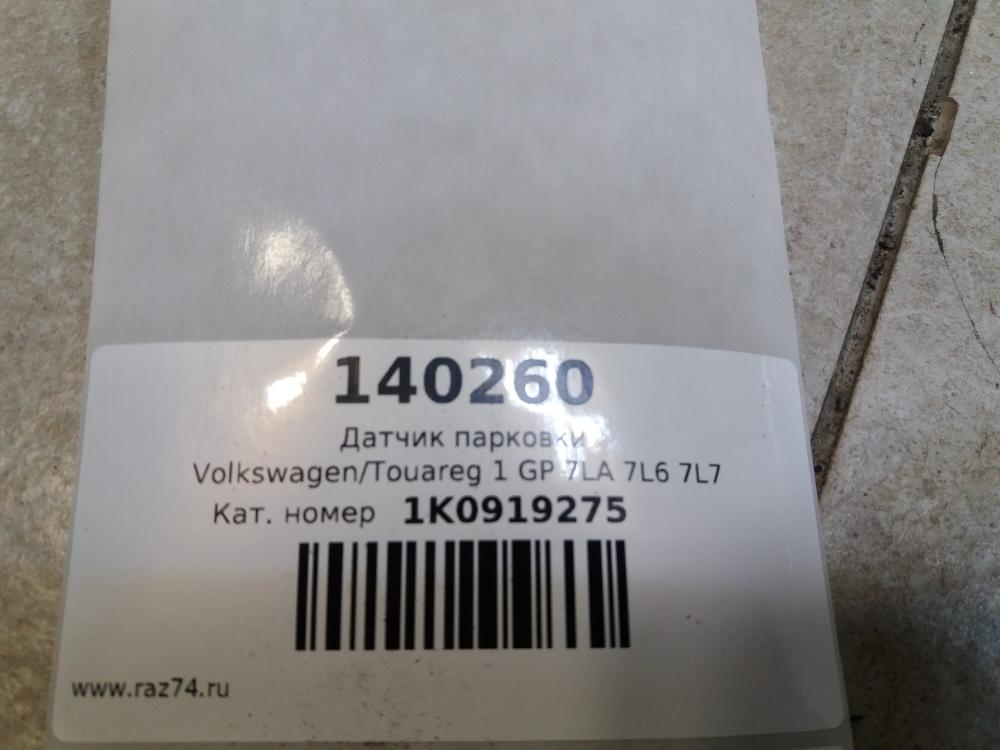 140260
Датчик парковки
Volkswagen/Touareg 1 GP 7LA 7L6 7L7
Кат. номер 1K0919275
www.raz74.ru